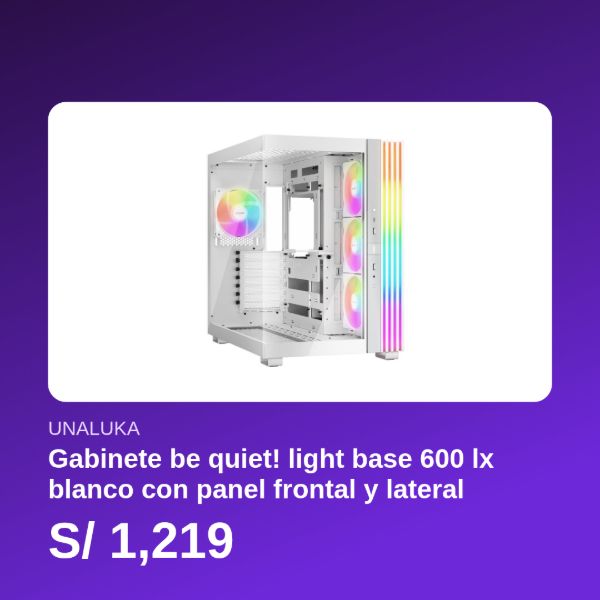 UNALUKA
Gabinete be quiet! light base 600 lx
blanco con panel frontal y lateral
S/ 1,219